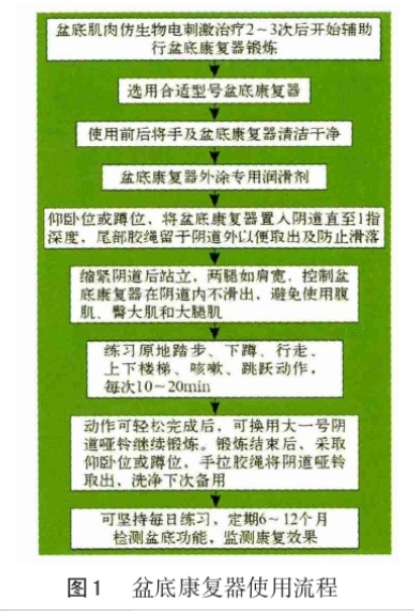 盆底肌肉仿生物电刺激治疗2~3次后开始辅助
行盆底康复器锻炼
选用合适型号盆底康复器
使用前后将手及盆底康复器清洁干净
盆底康复器外涂专用润滑剂
仰卧位或蹲位，将盆底康复器置入阴道直至1指
深度，尾部胶绳留于阴道外以便取出及防止滑落
缩紧阴道后站立，两腿如肩宽，控制盆
底康复器在阴道内不滑出，避免使用腹
肌、臀大肌和大腿肌
练习原地踏步、下蹲、行走、
上下楼梯、咳嗽、跳跃动作，
每次10~20min
动作可轻松完成后，可换用大一号阴
道哑铃继续锻炼。锻炼结束后，采取
仰卧位或蹲位，手拉胶绳将阴道哑铃
取出，洗净下次备用
可坚持每日练习，定期6~12个月
检测盆底功能，监测康复效果
图1 盆底康复器使用流程